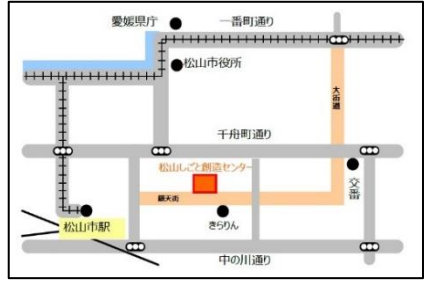 愛媛県庁
一番町通り
松山市役所
大街道
千舟町通り
松山しごと創造センター
交番
銀天街
きらりん
松山市駅
中の川通り